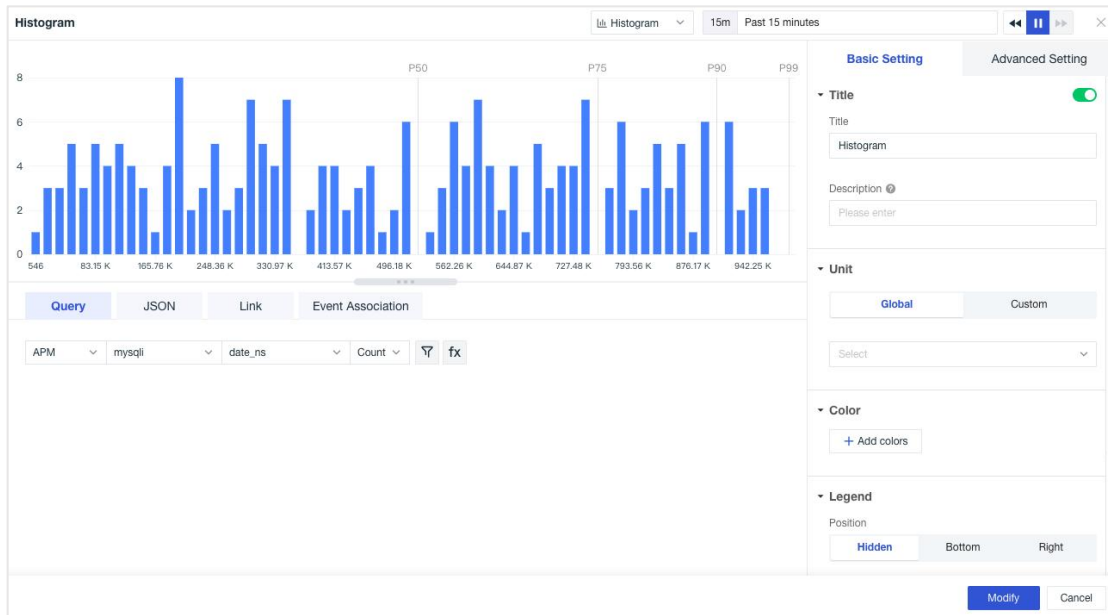 Histogram
Histogram
15m Past 15 minutes
P50 P75 P90 P99
8
6
4
2
0
546 83.15 K 165.76 K 248.36 K 330.97 K 413.57 K 496.18 K 562.26 K 644.87 K 727.48 K 793.56 K 876.17 K 942.25 K
Query JSON Link Event Association
APM mysqli date_ns Count fx
Basic Setting Advanced Setting
Title
Title
Histogram
Description
Please enter
Unit
Global Custom
Select
Color
+ Add colors
Legend
Position
Hidden Bottom Right
Modify Cancel